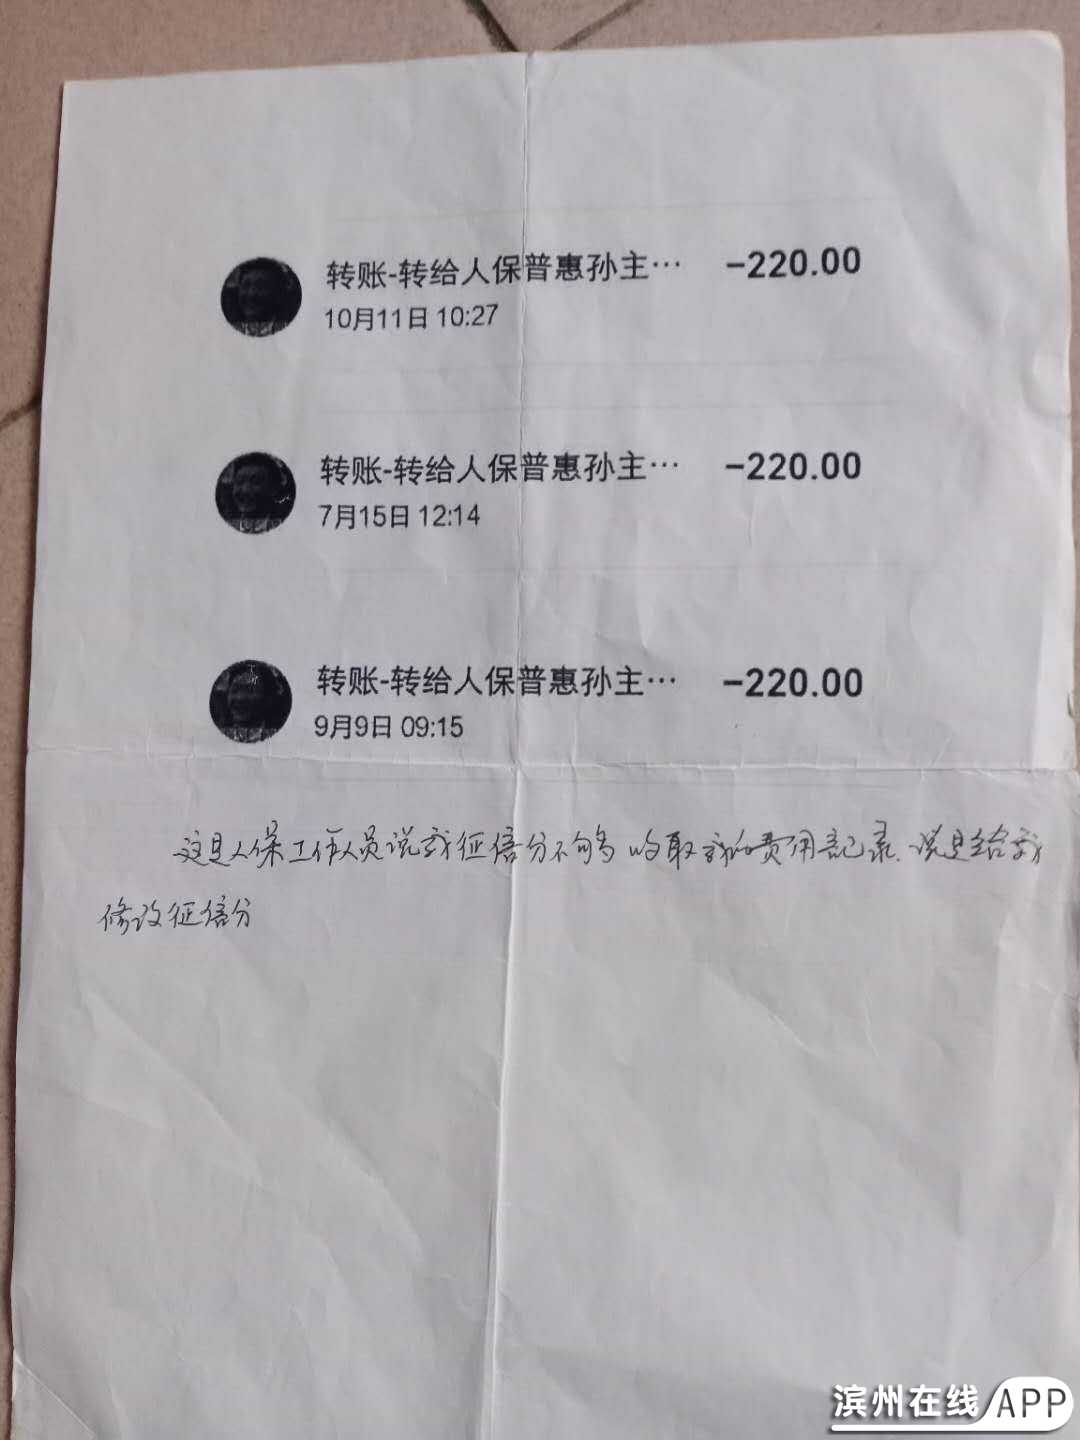 转账-转给人保普惠孙主… -220.00
10月11日 10:27
转账-转给人保普惠孙主… -220.00
7月15日 12:14
转账-转给人保普惠孙主… -220.00
9月9日 09:15
这是人保工作人员说我征信分不够 收取我的费用记录.说是给我
修改征信分
滨州在线APP